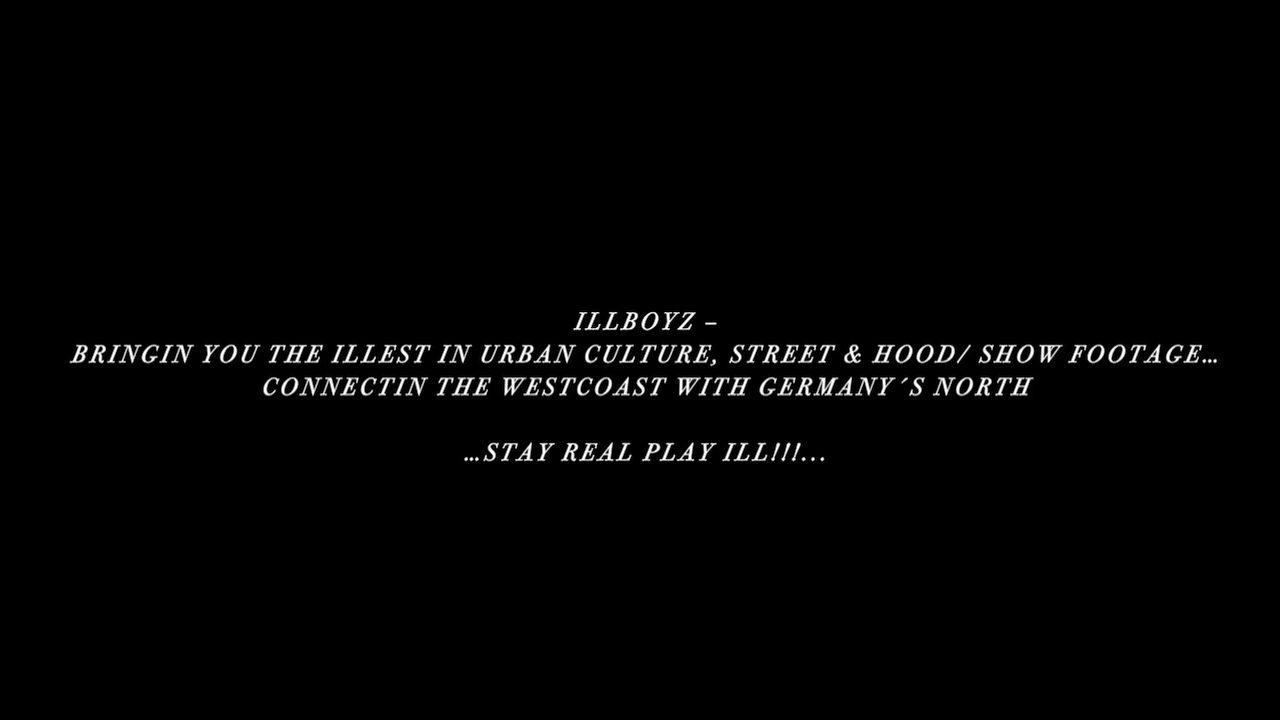 ILLBOYZ –
BRINGIN YOU THE ILLEST IN URBAN CULTURE, STREET & HOOD/ SHOW FOOTAGE...
CONNECTIN THE WESTCOAST WITH GERMANY´S NORTH
...STAY REAL PLAY ILL!!!...